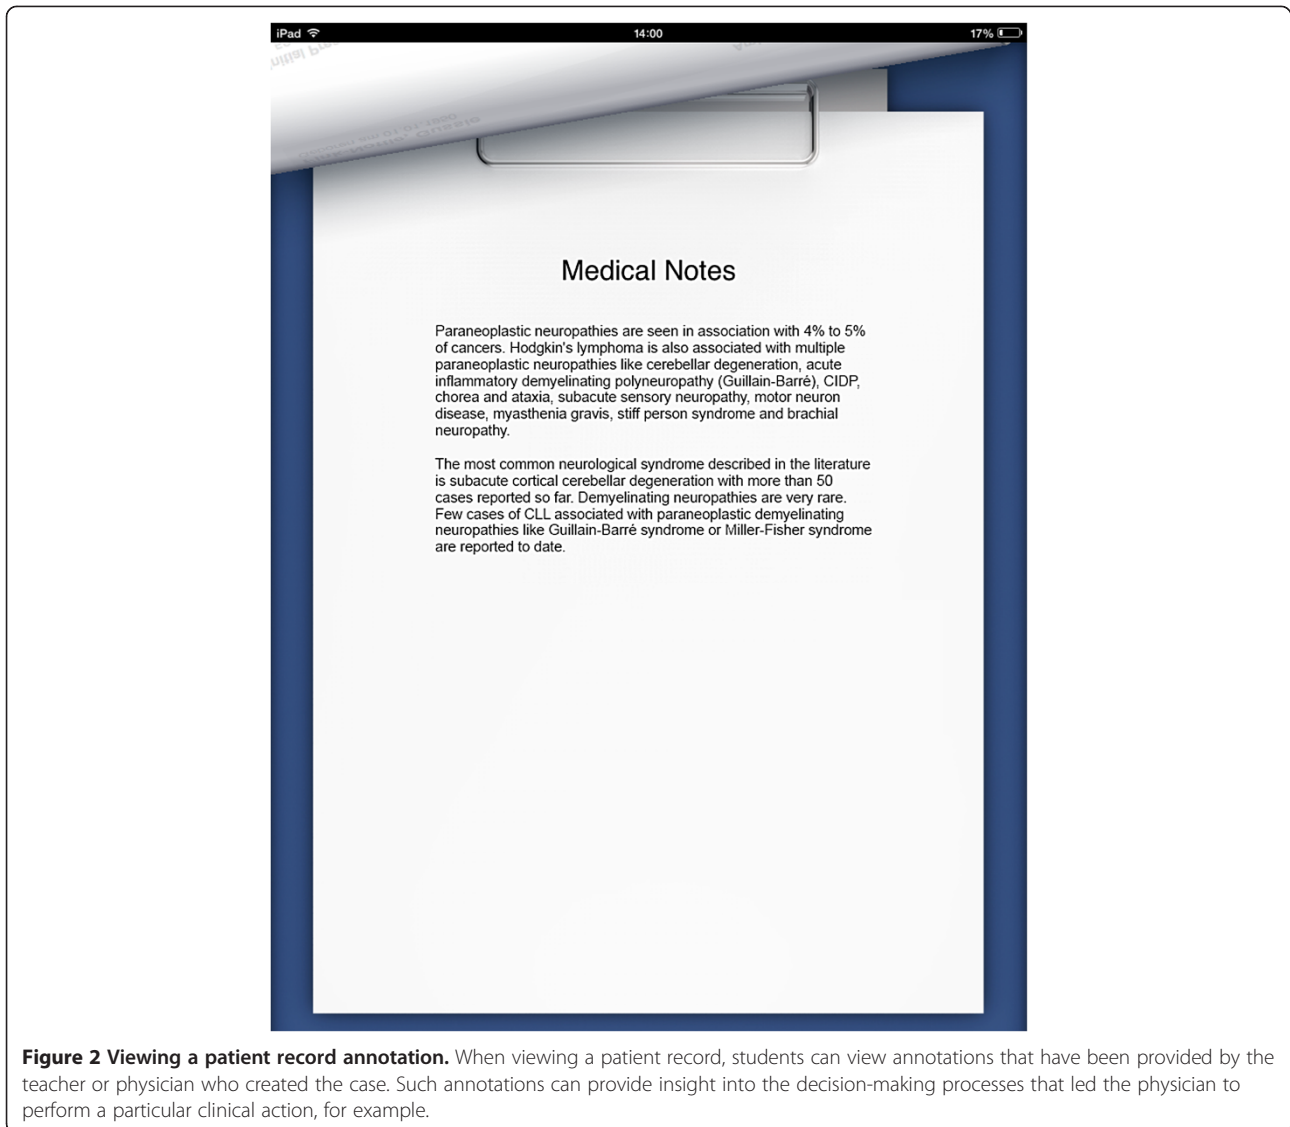 iPad
14:00
17%
Medical Notes
Paraneoplastic neuropathies are seen in association with 4% to 5%
of cancers. Hodgkin's lymphoma is also associated with multiple
paraneoplastic neuropathies like cerebellar degeneration, acute
inflammatory demyelinating polyneuropathy (Guillain-Barré), CIDP,
chorea and ataxia, subacute sensory neuropathy, motor neuron
disease, myasthenia gravis, stiff person syndrome and brachial
neuropathy.
The most common neurological syndrome described in the literature
is subacute cortical cerebellar degeneration with more than 50
cases reported so far. Demyelinating neuropathies are very rare.
Few cases of CLL associated with paraneoplastic demyelinating
neuropathies like Guillain-Barré syndrome or Miller-Fisher syndrome
are reported to date.
Figure 2 Viewing a patient record annotation. When viewing a patient record, students can view annotations that have been provided by the
teacher or physician who created the case. Such annotations can provide insight into the decision-making processes that led the physician to
perform a particular clinical action, for example.